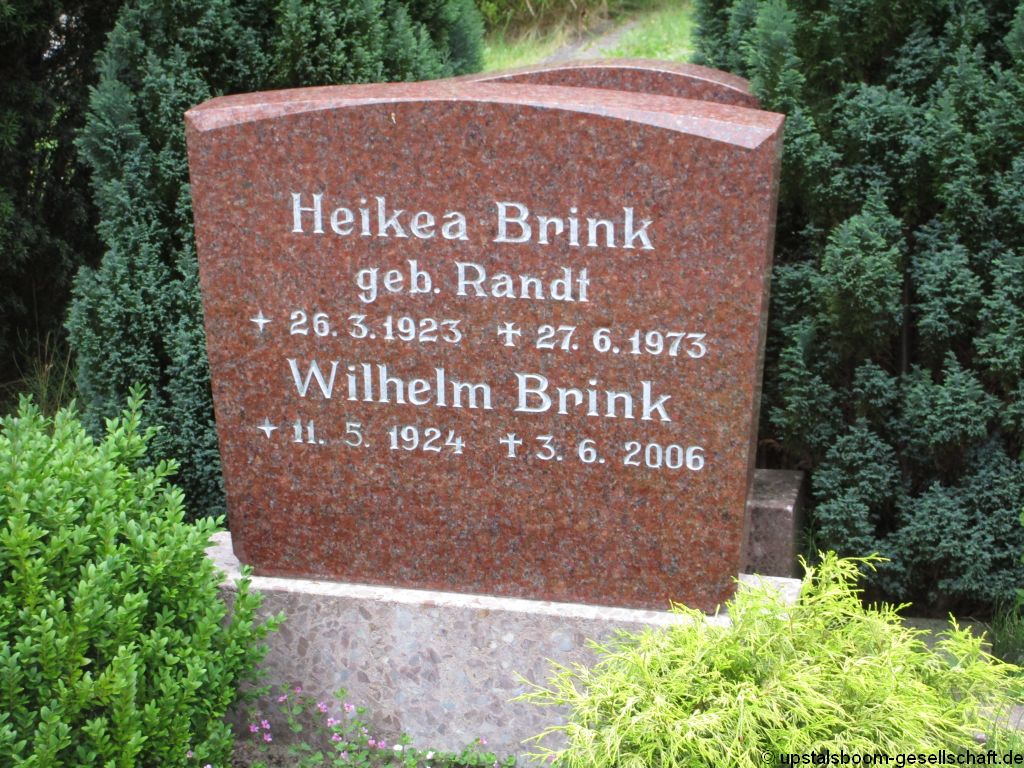 Heikea Brink
geb. Randt
✦ 26. 3. 1923 ✝ 27. 6. 1973
Wilhelm Brink
✦ 11. 5. 1924 ✝ 3. 6. 2006
© upstalsboom-gesellschaft.de